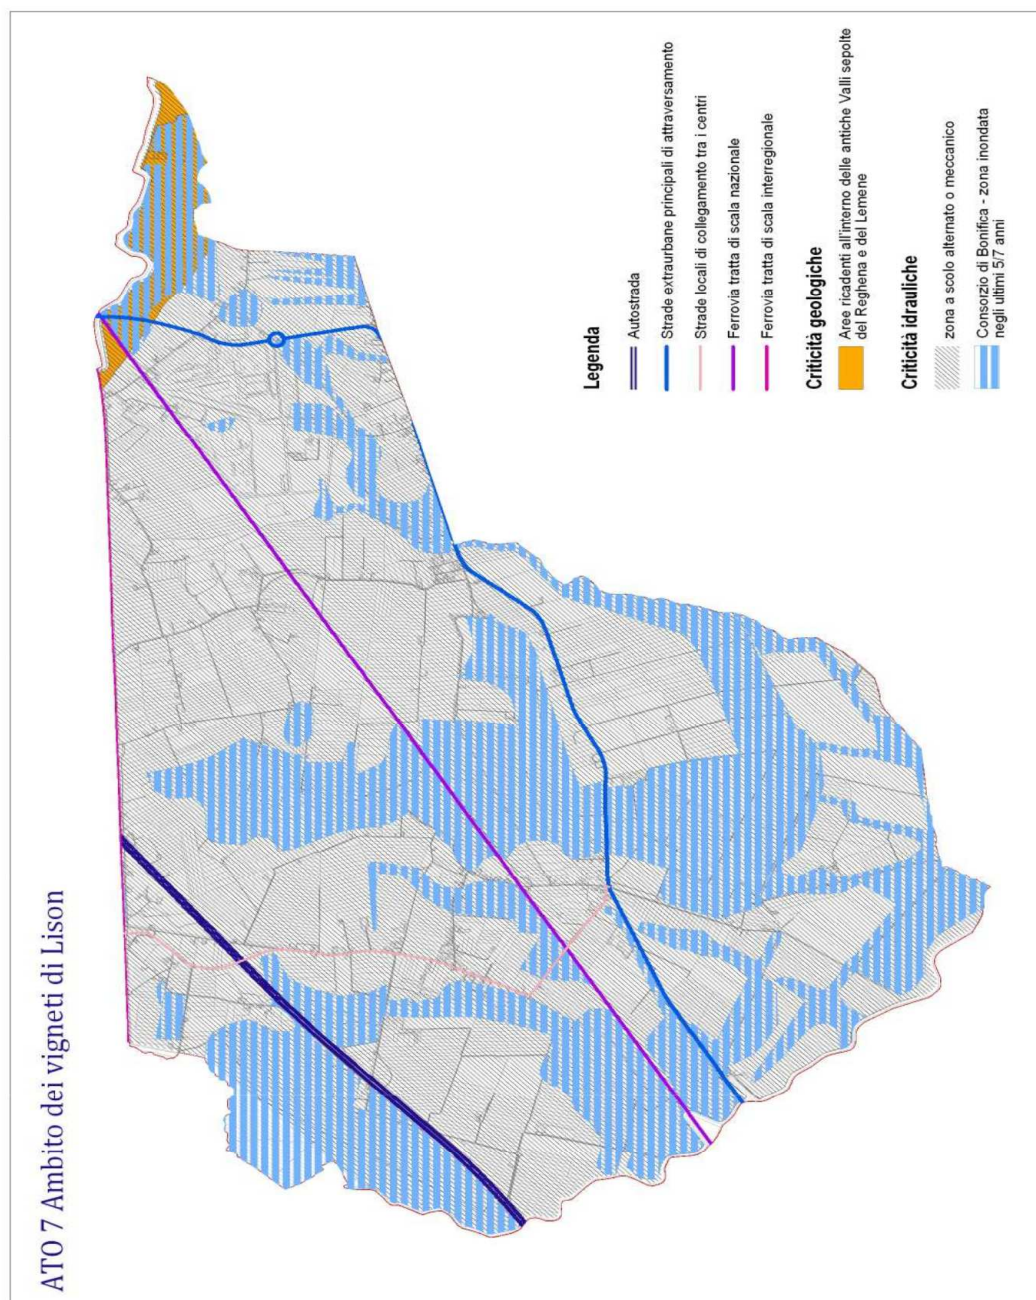 ATO 7 Ambito dei vigneti di Lison
Legenda
Autostrada
Strade extraurbane principali di attraversamento
Strade locali di collegamento tra i centri
Ferrovia tratta di scala nazionale
Ferrovia tratta di scala interregionale
Criticità geologiche
Aree ricadenti all'interno delle antiche Valli sepolte
del Reghena e del Lemene
Criticità idrauliche
zona a scolo alternato o meccanico
Consorzio di Bonifica - zona inondata
negli ultimi 5/7 anni